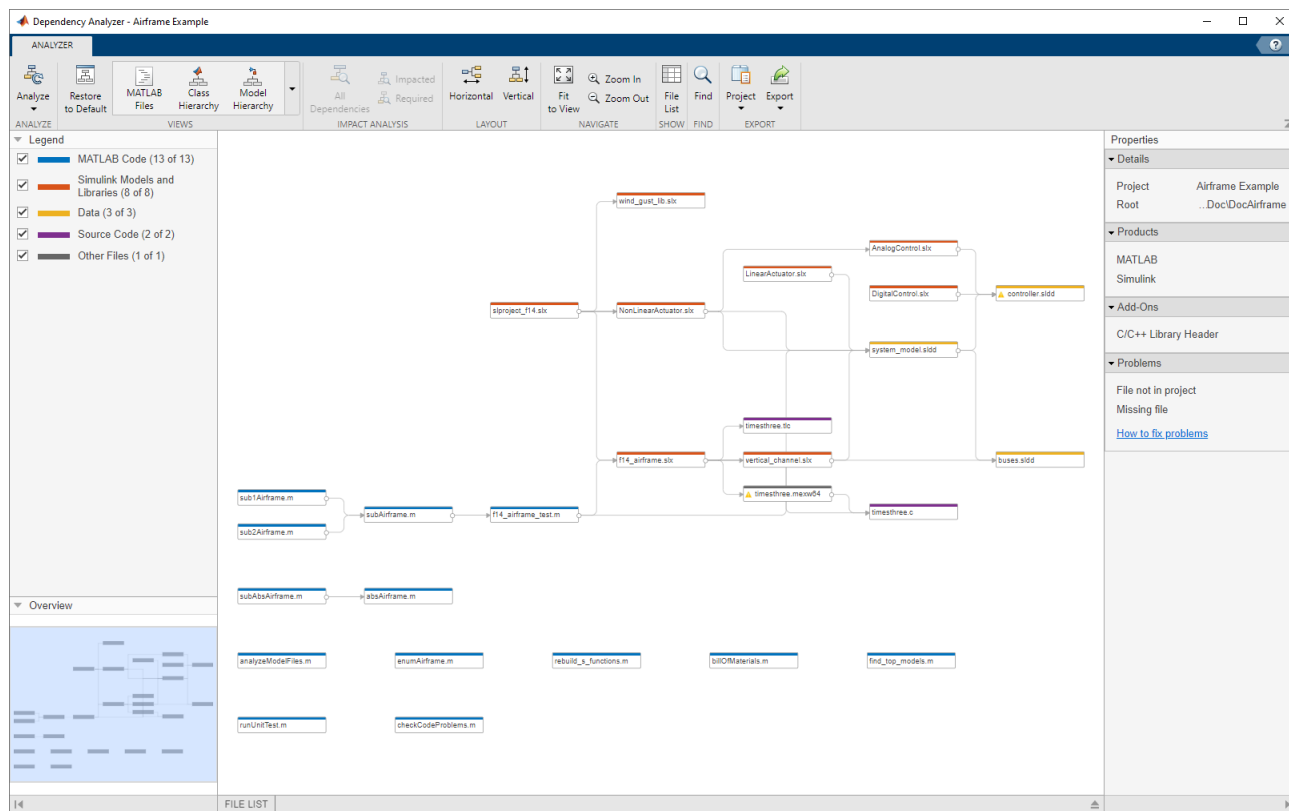 Dependency Analyzer - Airframe Example
ANALYZER
Analyze
Restore
to Default
MATLAB
Files
Class
Hierarchy
Model
Hierarchy
All
Dependencies
Impacted
Required
Horizontal
Vertical
Fit
to View
Zoom In
Zoom Out
File
List
Find
Project
Export
ANALYZE
VIEWS
IMPACT ANALYSIS
LAYOUT
NAVIGATE
SHOW
FIND
EXPORT
Legend
MATLAB Code (13 of 13)
Simulink Models and
Libraries (8 of 8)
Data (3 of 3)
Source Code (2 of 2)
Other Files (1 of 1)
Overview
wind_gust_lib.slx
AnalogControl.slx
LinearActuator.slx
DigitalControl.slx
controller.sldd
slproject_f14.slx
NonLinearActuator.slx
system_model.sldd
timesthree.tlc
f14_airframe.slx
vertical_channel.slx
buses.sldd
timesthree.mexw64
timesthree.c
sub1Airframe.m
sub2Airframe.m
subAirframe.m
f14_airframe_test.m
subAbsAirframe.m
absAirframe.m
analyzeModelFiles.m
enumAirframe.m
rebuild_s_functions.m
billOfMaterials.m
find_top_models.m
runUnitTest.m
checkCodeProblems.m
FILE LIST
Properties
Details
Project Airframe Example
Root ...Doc\DocAirframe
Products
MATLAB
Simulink
Add-Ons
C/C++ Library Header
Problems
File not in project
Missing file
How to fix problems